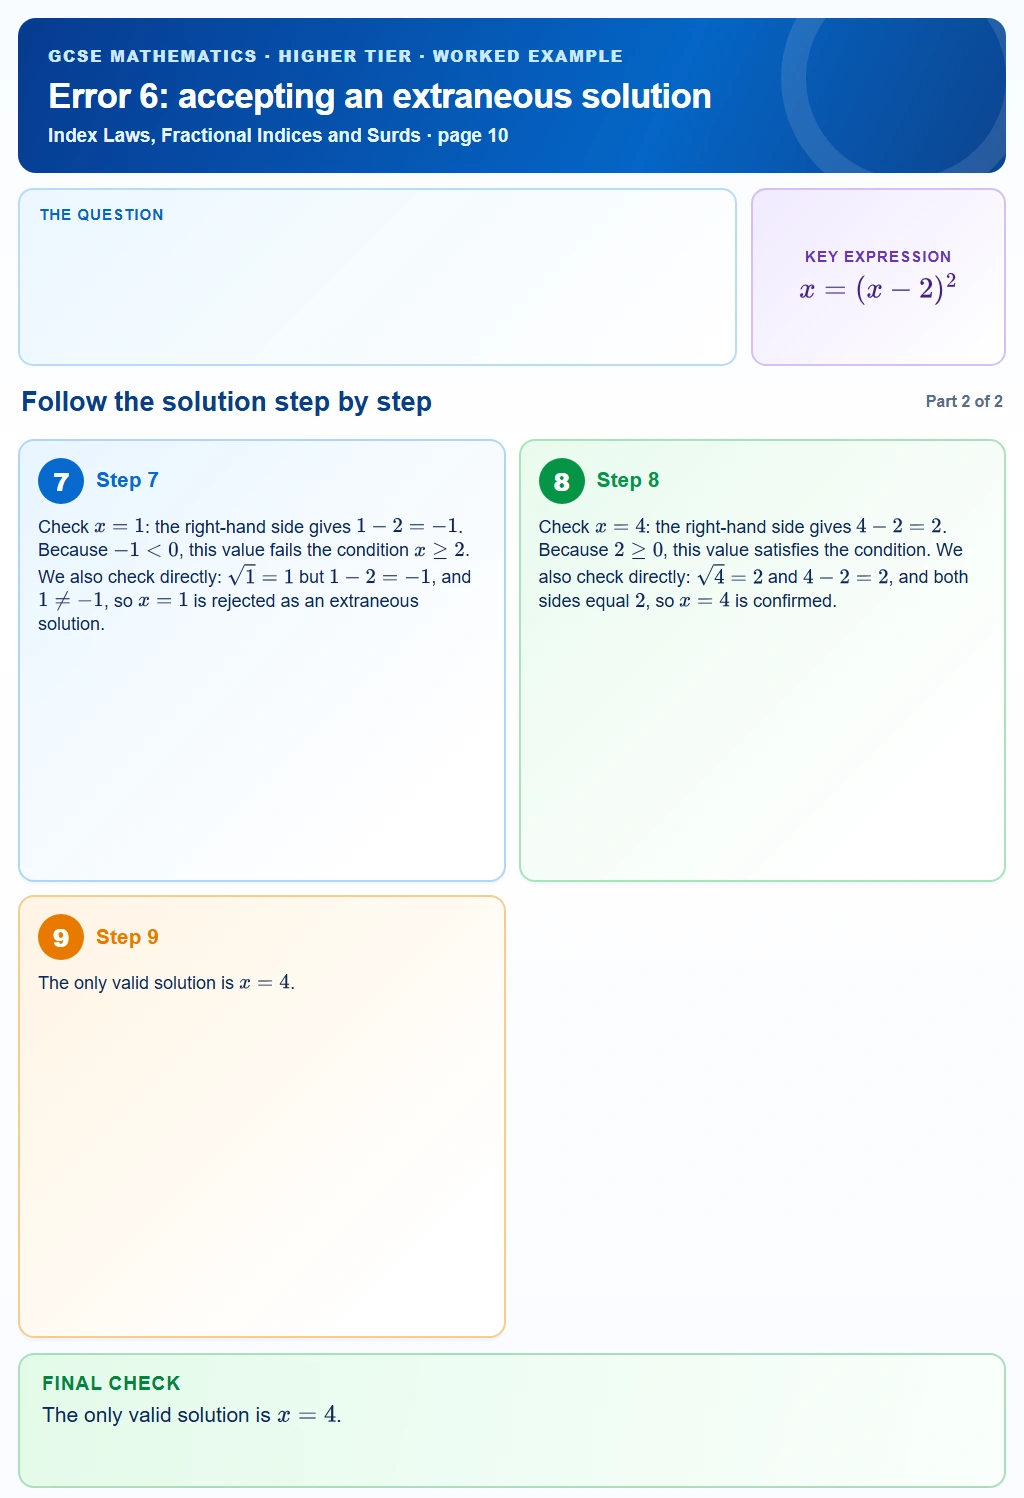 GCSE MATHEMATICS · HIGHER TIER · WORKED EXAMPLE
Error 6: accepting an extraneous solution
Index Laws, Fractional Indices and Surds · page 10
THE QUESTION
KEY EXPRESSION
x = (x − 2)²
Follow the solution step by step
Part 2 of 2
7 Step 7
Check x = 1: the right-hand side gives 1 − 2 = −1.
Because −1 < 0, this value fails the condition x ≥ 2.
We also check directly: √1 = 1 but 1 − 2 = −1, and
1 ≠ −1, so x = 1 is rejected as an extraneous
solution.
8 Step 8
Check x = 4: the right-hand side gives 4 − 2 = 2.
Because 2 ≥ 0, this value satisfies the condition. We
also check directly: √4 = 2 and 4 − 2 = 2, and both
sides equal 2, so x = 4 is confirmed.
9 Step 9
The only valid solution is x = 4.
FINAL CHECK
The only valid solution is x = 4.